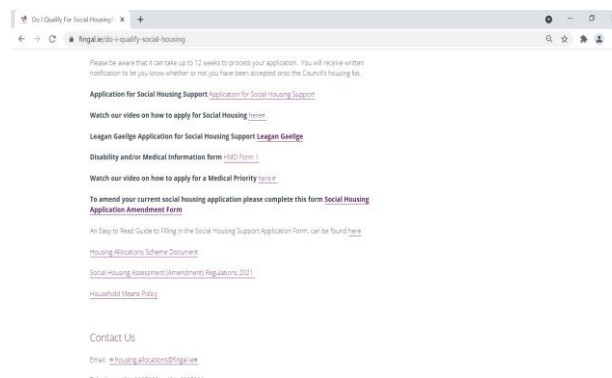 Do I Qualify For Social Housing?
fingal.ie/do-i-qualify-social-housing
Please be aware that it can take up to 12 weeks to process your application. You will receive written
notification to let you know whether or not you have been accepted onto the Council's housing list.
Application for Social Housing Support Application for Social Housing Support
Watch our video on how to apply for Social Housing here .
Leagan Gaeilge Application for Social Housing Support Leagan Gaeilge
Disability and/or Medical Information form HMD Form 1
Watch our video on how to apply for a Medical Priority here
To amend your current social housing application please complete this form Social Housing
Application Amendment Form
An Easy to Read Guide to Filling in the Social Housing Support Application Form. can be found here
Housing Allocations Scheme Document
Social Housing Assessment (Amendment) Regulations 2021
Household Means Policy
Contact Us
Email: housing.allocations@fingal.ie